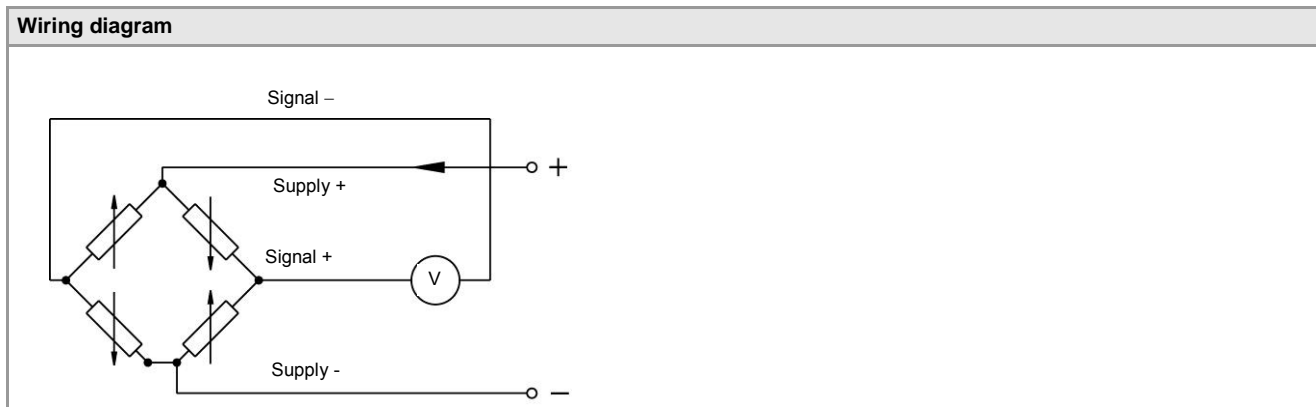 Wiring diagram
Signal –
+
Supply +
Signal +
V
Supply -
–